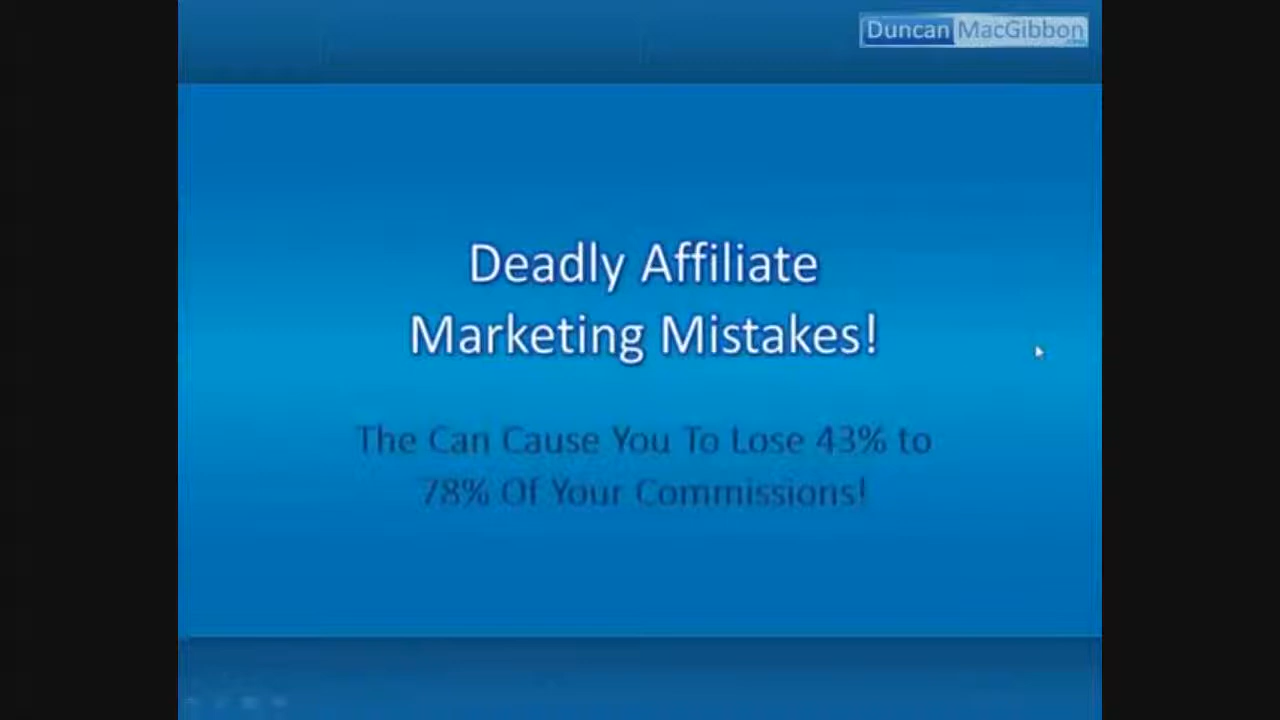 Duncan MacGibbon
Deadly Affiliate
Marketing Mistakes!
The Can Cause You To Lose 43% to
78% Of Your Commissions!